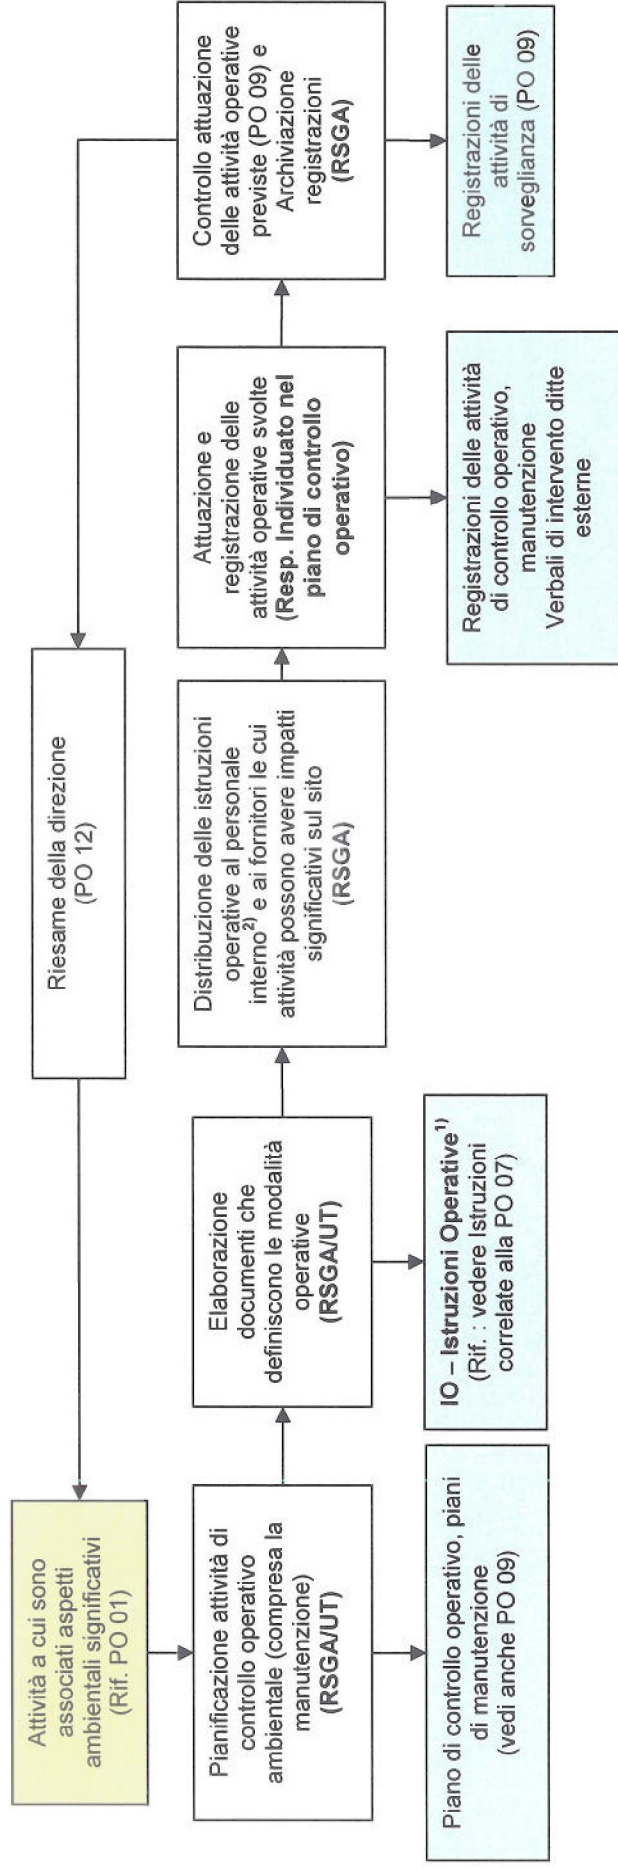 Attività a cui sono
associati aspetti
ambientali significativi
(Rif. PO 01)
Riesame della direzione
(PO 12)
Pianificazione attività di
controllo operativo
ambientale (compresa la
manutenzione)
(RSGA/UT)
Elaborazione
documenti che
definiscono le modalità
operative
(RSGA/UT)
Distribuzione delle istruzioni
operative al personale
interno²⁾ e ai fornitori le cui
attività possono avere impatti
significativi sul sito
(RSGA)
Attuazione e
registrazione delle
attività operative svolte
(Resp. Individuato nel
piano di controllo
operativo)
Controllo attuazione
delle attività operative
previste (PO 09) e
Archiviazione
registrazioni
(RSGA)
Piano di controllo operativo, piani
di manutenzione
(vedi anche PO 09)
IO – Istruzioni Operative¹⁾
(Rif. : vedere Istruzioni
correlate alla PO 07)
Registrazioni delle attività
di controllo operativo,
manutenzione
Verbali di intervento ditte
esterne
Registrazioni delle
attività di
sorveglianza (PO 09)